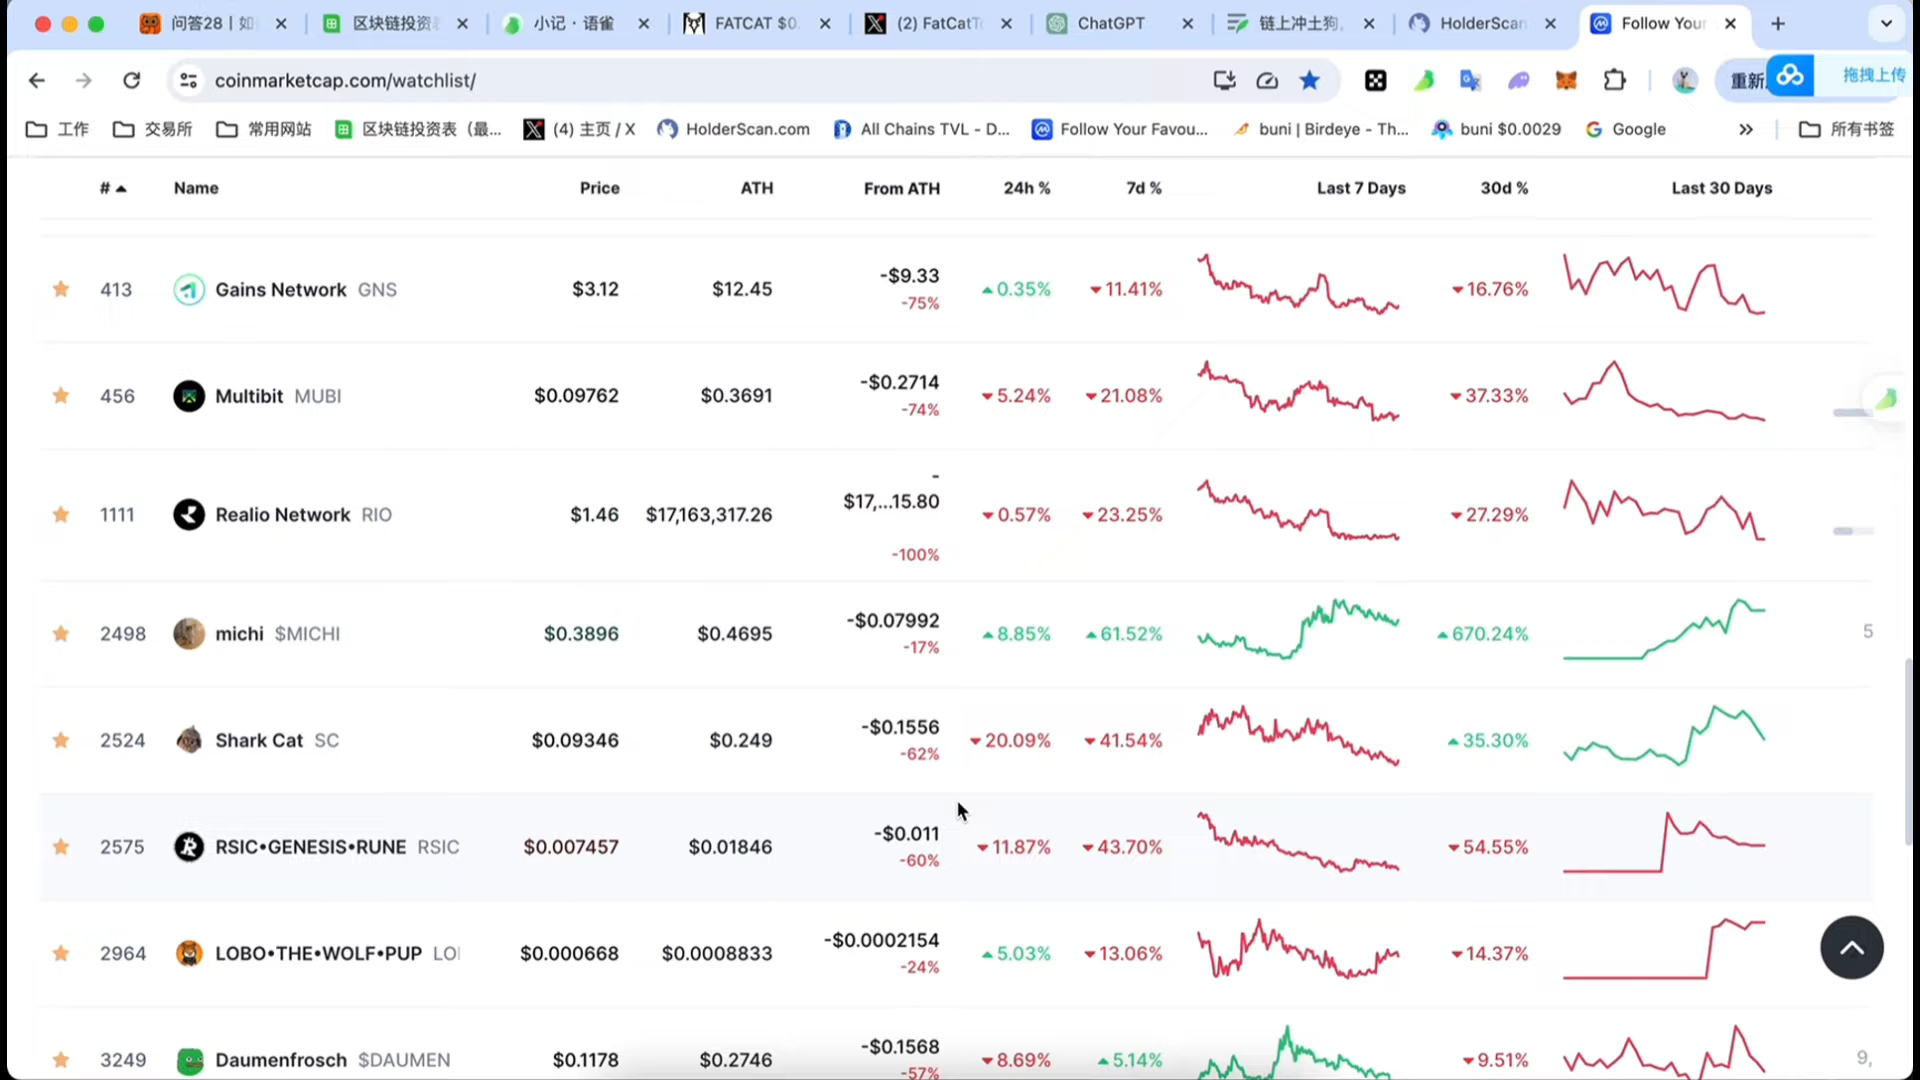 问答28 | 如
区块链投资
小记 · 语雀
FATCAT $0.
(2) FatCatT
ChatGPT
链上冲土狗,
HolderScan
Follow Your
coinmarketcap.com/watchlist/
重新
拖拽上传
工作
交易所
常用网站
区块链投资表（最...
(4) 主页 / X
HolderScan.com
All Chains TVL - D...
Follow Your Favou...
buni | Birdeye - Th...
buni $0.0029
Google
所有书签
# Name Price ATH From ATH 24h % 7d % Last 7 Days 30d % Last 30 Days
413 Gains Network GNS $3.12 $12.45 -$9.33 0.35% 11.41% 16.76%
-75%
456 Multibit MUBI $0.09762 $0.3691 -$0.2714 5.24% 21.08% 37.33%
-74%
1111 Realio Network RIO $1.46 $17,163,317.26 -
$17,...15.80 0.57% 23.25% 27.29%
-100%
2498 michi $MICHI $0.3896 $0.4695 -$0.07992 8.85% 61.52% 670.24% 5
-17%
2524 Shark Cat SC $0.09346 $0.249 -$0.1556 20.09% 41.54% 35.30%
-62%
2575 RSIC•GENESIS•RUNE RSIC $0.007457 $0.01846 -$0.011 11.87% 43.70% 54.55%
-60%
2964 LOBO•THE•WOLF•PUP LO $0.000668 $0.0008833 -$0.0002154 5.03% 13.06% 14.37%
-24%
3249 Daumenfrosch $DAUMEN $0.1178 $0.2746 -$0.1568 8.69% 5.14% 9.51% 9,
-57%